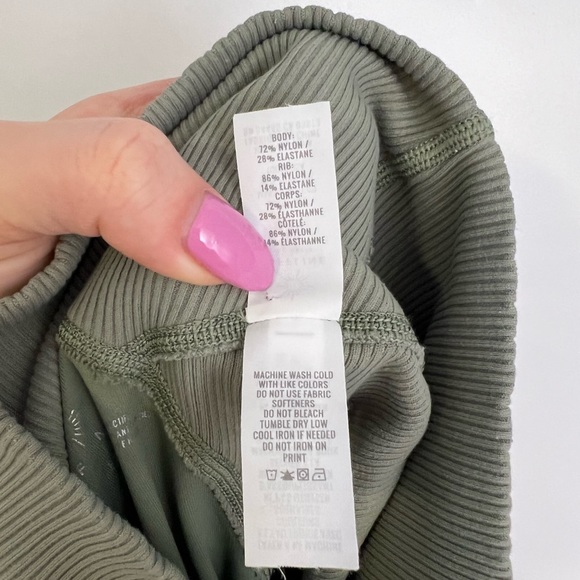 BODY:
72% NYLON /
28% ELASTANE
RIB:
86% NYLON /
14% ELASTANE
CORPS:
72% NYLON /
28% ÉLASTHANNE
CÔTELÉ:
86% NYLON /
14% ÉLASTHANNE
MACHINE WASH COLD
WITH LIKE COLORS
DO NOT USE FABRIC
SOFTENERS
DO NOT BLEACH
TUMBLE DRY LOW
COOL IRON IF NEEDED
DO NOT IRON ON
PRINT